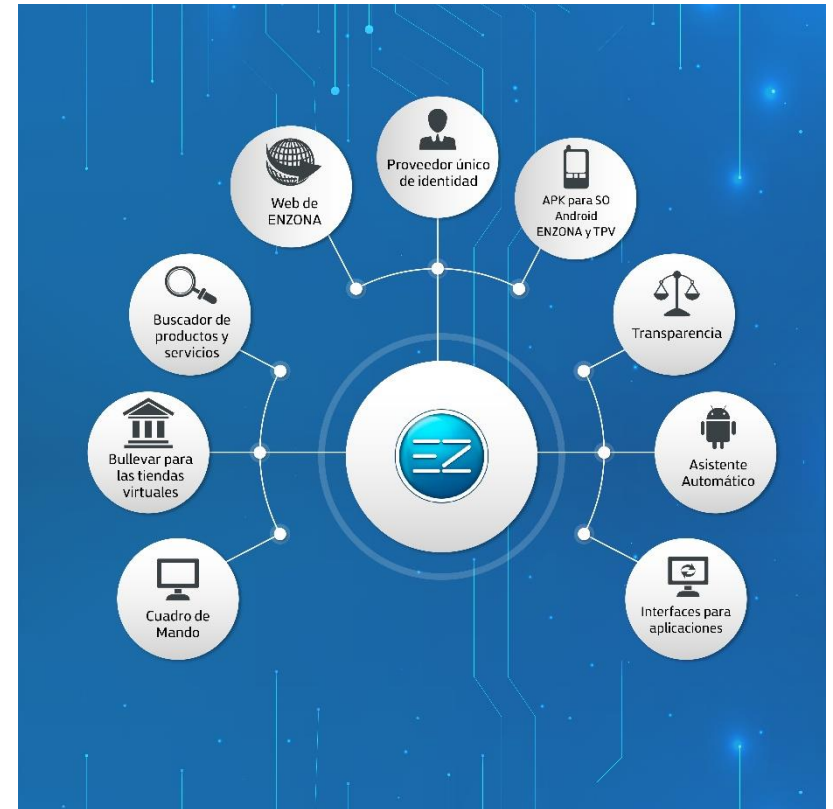 Proveedor único
de identidad
Web de
ENZONA
APK para SO
Android
ENZONA y TPV
Buscador de
productos y
servicios
Transparencia
Bullevar para
las tiendas
virtuales
EZ
Asistente
Automático
Cuadro de
Mando
Interfaces para
aplicaciones